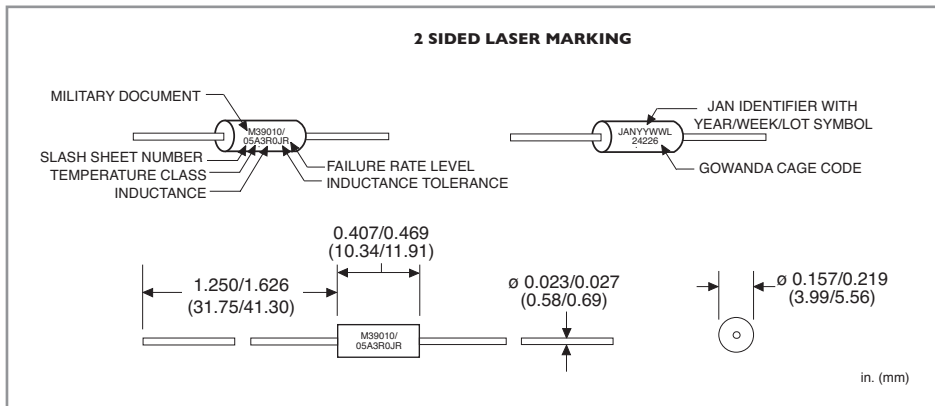 2 SIDED LASER MARKING
MILITARY DOCUMENT
M39010/
05A3R0JR
SLASH SHEET NUMBER
TEMPERATURE CLASS
INDUCTANCE
FAILURE RATE LEVEL
INDUCTANCE TOLERANCE
JANYYWWL
24226
JAN IDENTIFIER WITH
YEAR/WEEK/LOT SYMBOL
GOWANDA CAGE CODE
1.250/1.626
(31.75/41.30)
0.407/0.469
(10.34/11.91)
M39010/
05A3R0JR
ø 0.023/0.027
(0.58/0.69)
ø 0.157/0.219
(3.99/5.56)
in. (mm)